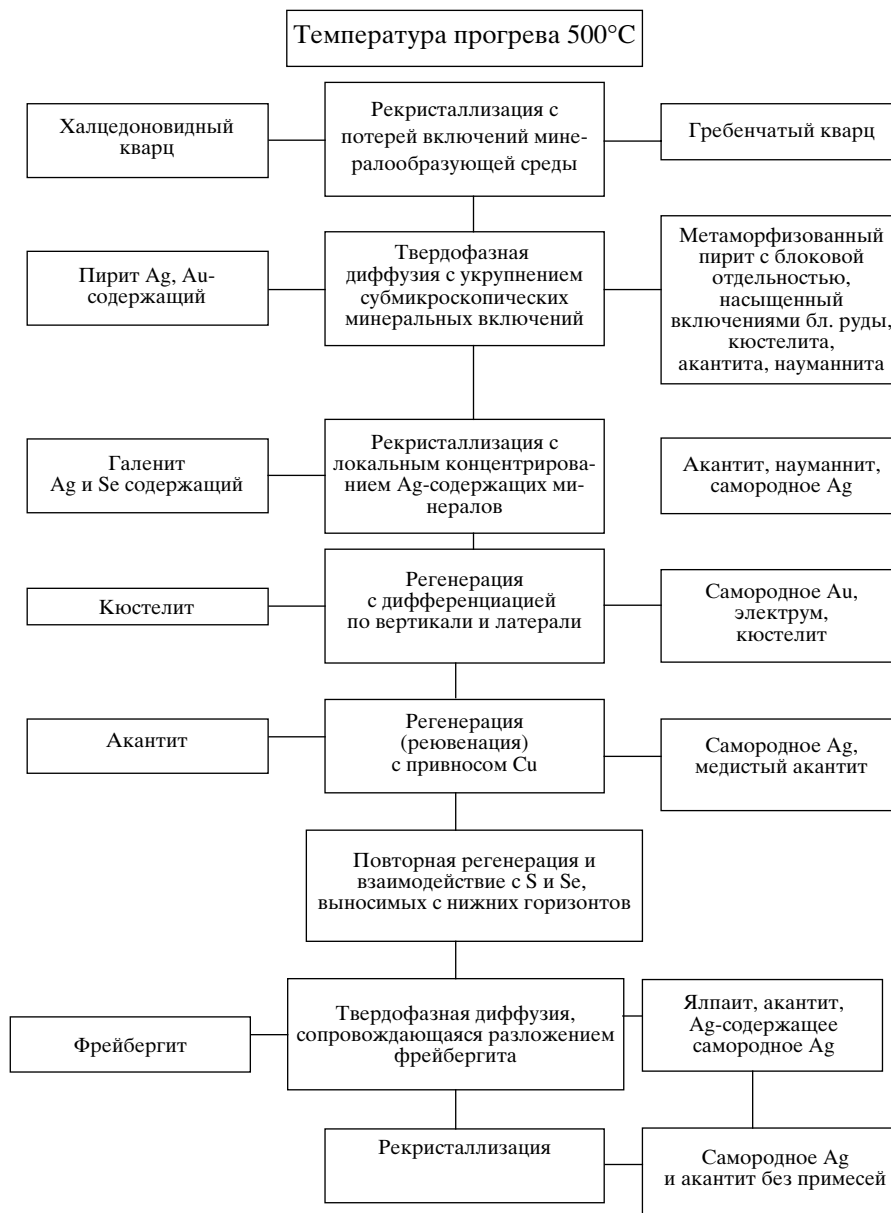 Температура прогрева 500°C
Халцедоновидный
кварц
Рекристаллизация с
потерей включений мине-
ралообразующей среды
Гребенчатый кварц
Пирит Ag, Au-
содержащий
Твердофазная
диффузия с укрупнением
субмикроскопических
минеральных включений
Метаморфизованный
пирит с блоковой
отдельностью,
насыщенный
включениями бл. руды,
кюстелита,
акантита, науманнита
Галенит
Ag и Se содержащий
Рекристаллизация с
локальным концентрирова-
нием Ag-содержащих ми-
нералов
Акантит, науманнит,
самородное Ag
Кюстелит
Регенерация
с дифференциацией
по вертикали и латерали
Самородное Au,
электрум,
кюстелит
Акантит
Регенерация
(реювенация)
с привносом Cu
Самородное Ag,
медистый акантит
Повторная регенерация и
взаимодействие с S и Se,
выносимых с нижних горизонтов
Фрейбергит
Твердофазная диффузия,
сопровождающаяся разложением
фрейбергита
Ялпаит, акантит,
Ag-содержащее
самородное Ag
Рекристаллизация
Самородное Ag
и акантит без примесей